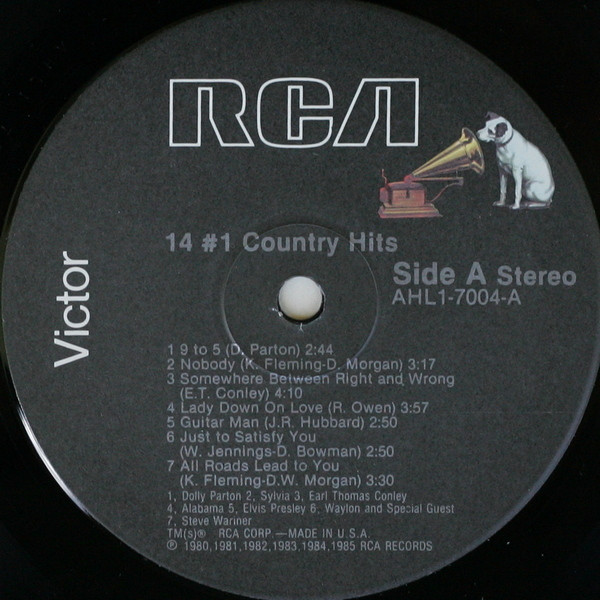 RCA
Victor
14 #1 Country Hits
Side A Stereo
AHL1-7004-A
1 9 to 5 (D. Parton) 2:44
2 Nobody (K. Fleming-D. Morgan) 3:17
3 Somewhere Between Right and Wrong
(E.T. Conley) 4:10
4 Lady Down On Love (R. Owen) 3:57
5 Guitar Man (J.R. Hubbard) 2:50
6 Just to Satisfy You
(W. Jennings-D. Bowman) 2:50
7 All Roads Lead to You
(K. Fleming-D.W. Morgan) 3:30
1, Dolly Parton 2, Sylvia 3, Earl Thomas Conley
4, Alabama 5, Elvis Presley 6, Waylon and Special Guest
7, Steve Wariner
TM(s)® RCA CORP.—MADE IN U.S.A.
℗ 1980,1981,1982,1983,1984,1985 RCA RECORDS